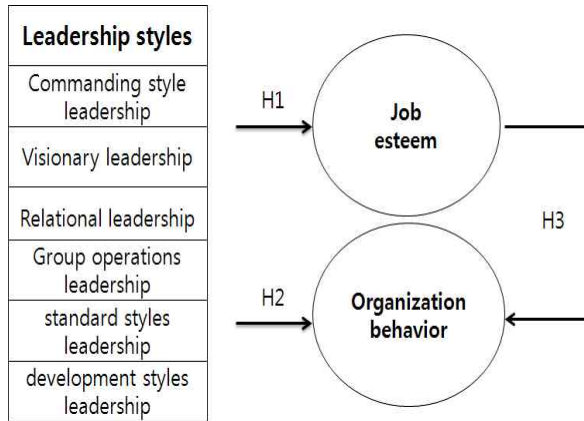 Leadership styles
Commanding style
leadership
Visionary leadership
Relational leadership
Group operations
leadership
standard styles
leadership
development styles
leadership
H1
H2
Job
esteem
Organization
behavior
H3